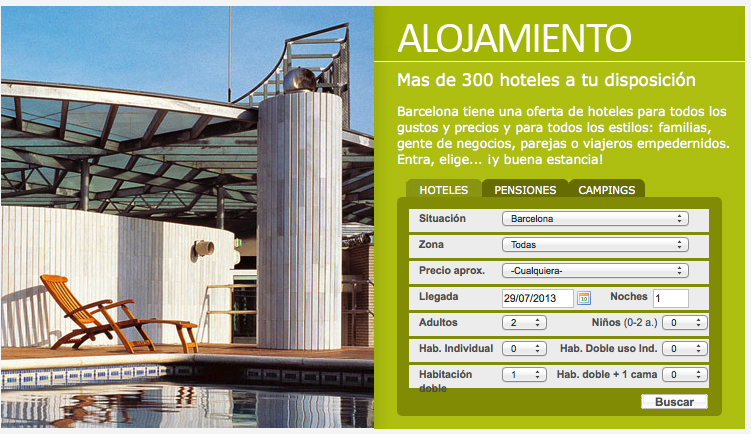 ALOJAMIENTO
Mas de 300 hoteles a tu disposición
Barcelona tiene una oferta de hoteles para todos los
gustos y precios y para todos los estilos: familias,
gente de negocios, parejas o viajeros empedernidos.
Entra, elige... ¡y buena estancia!
HOTELES PENSIONES CAMPINGS
Situación Barcelona
Zona Todas
Precio aprox. -Cualquiera-
Llegada 29/07/2013 10 Noches 1
Adultos 2 Niños (0-2 a.) 0
Hab. Individual 0 Hab. Doble uso Ind. 0
Habitación 1 Hab. doble + 1 cama 0
doble
Buscar